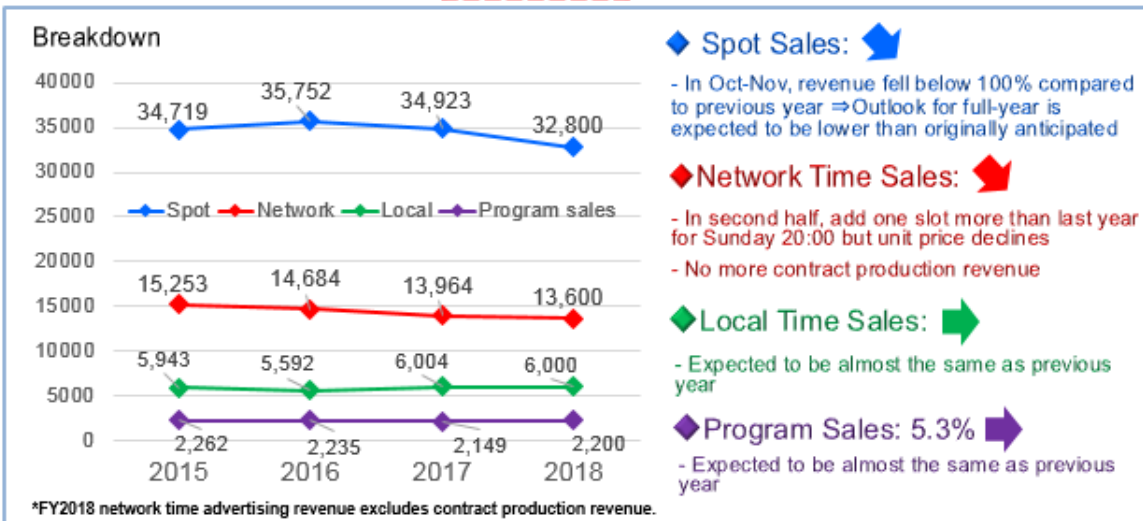 Breakdown
40000
35000
30000
25000
20000
15000
10000
5000
0
34,719
35,752
34,923
32,800
Spot
Network
Local
Program sales
15,253
14,684
13,964
13,600
5,943
5,592
6,004
6,000
2,262
2,235
2,149
2,200
2015
2016
2017
2018
*FY2018 network time advertising revenue excludes contract production revenue.
Spot Sales:
- In Oct-Nov, revenue fell below 100% compared
to previous year ⇒Outlook for full-year is
expected to be lower than originally anticipated
Network Time Sales:
- In second half, add one slot more than last year
for Sunday 20:00 but unit price declines
- No more contract production revenue
Local Time Sales:
- Expected to be almost the same as previous
year
Program Sales: 5.3%
- Expected to be almost the same as previous
year